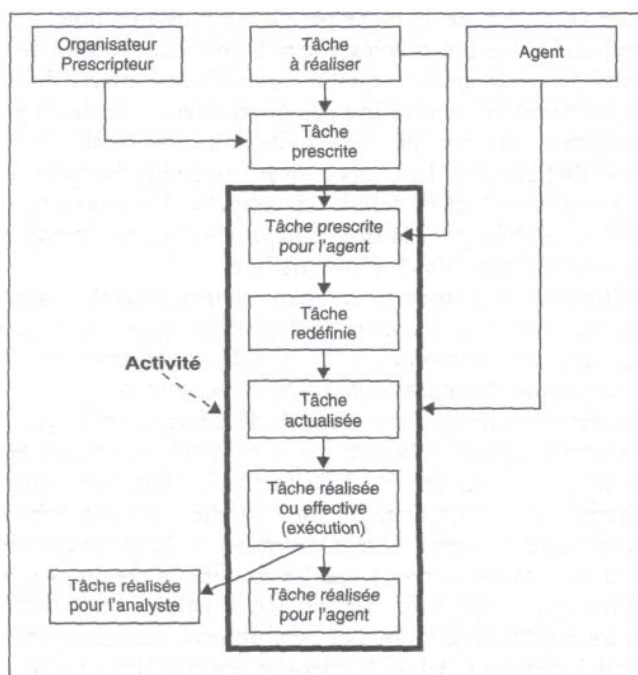 Organisateur
Prescripteur
Tâche
à réaliser
Agent
Tâche
prescrite
Tâche prescrite
pour l'agent
Tâche
redéfinie
Activité
Tâche
actualisée
Tâche réalisée
ou effective
(exécution)
Tâche réalisée
pour l'analyste
Tâche réalisée
pour l'agent